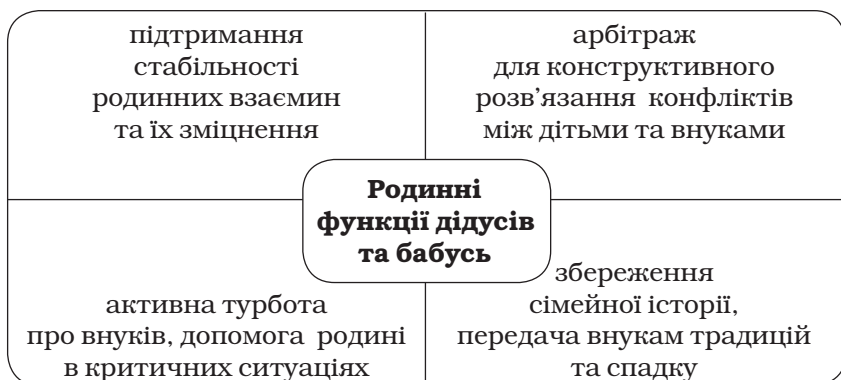 підтримання
стабільності
родинних взаємин
та їх зміцнення
арбітраж
для конструктивного
розв’язання конфліктів
між дітьми та внуками
Родинні
функції дідусів
та бабусь
активна турбота
про внуків, допомога родині
в критичних ситуаціях
збереження
сімейної історії,
передача внукам традицій
та спадку